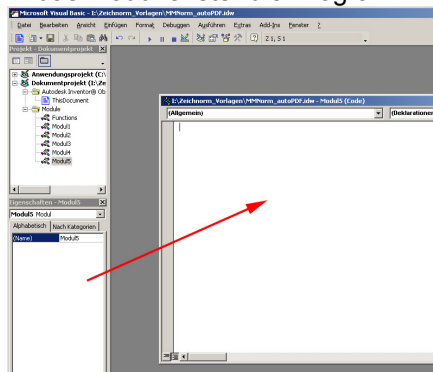 Microsoft Visual Basic - I:\Zeichnorm_Vorlagen\MMNorm_autoPDF.idw
Datei Bearbeiten Ansicht Einfügen Format Debuggen Ausführen Extras Add-Ins Fenster ?
Z 1, S 1
Projekt - Dokumentprojekt
Anwendungsprojekt (C:\
Dokumentprojekt (I:\Ze
Autodesk Inventor® Ob
ThisDocument
Module
Functions
Modul1
Modul2
Modul3
Modul4
Modul5
I:\Zeichnorm_Vorlagen\MMNorm_autoPDF.idw - Modul5 (Code)
(Allgemein) (Deklarationen
Eigenschaften - Modul5
Modul5 Modul
Alphabetisch Nach Kategorien
(Name) Modul5